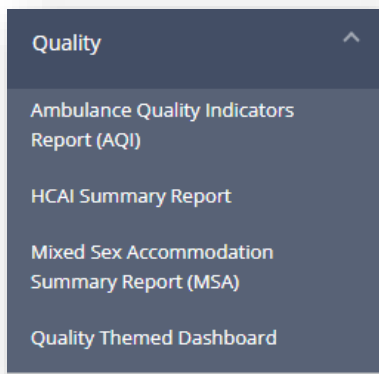 Quality
Ambulance Quality Indicators
Report (AQI)
HCAI Summary Report
Mixed Sex Accommodation
Summary Report (MSA)
Quality Themed Dashboard